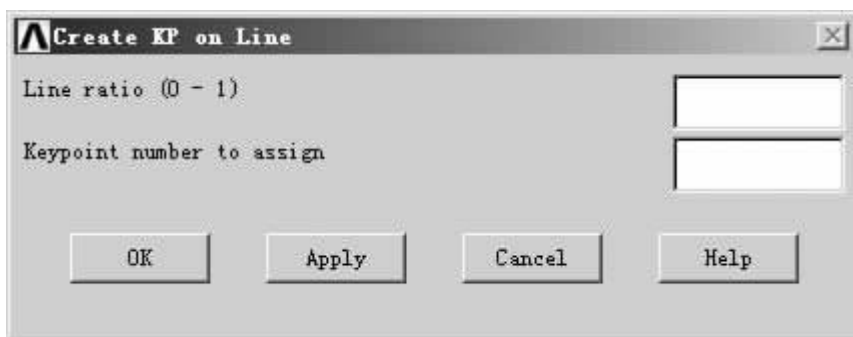 Create KP on Line
Line ratio (0 - 1)
Keypoint number to assign
OK Apply Cancel Help